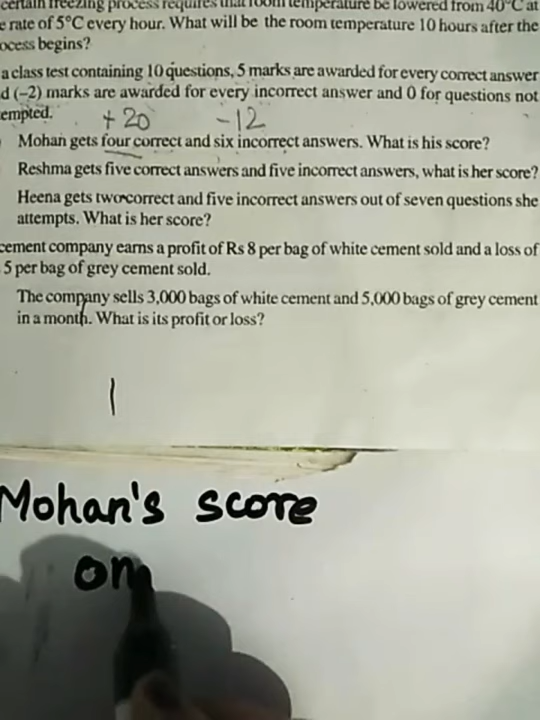 certain freezing process requires that room temperature be lowered from 40°C at
e rate of 5°C every hour. What will be the room temperature 10 hours after the
ocess begins?
a class test containing 10 questions, 5 marks are awarded for every correct answer
d (–2) marks are awarded for every incorrect answer and 0 for questions not
empted.
+20 -12
Mohan gets four correct and six incorrect answers. What is his score?
Reshma gets five correct answers and five incorrect answers, what is her score?
Heena gets two correct and five incorrect answers out of seven questions she
attempts. What is her score?
cement company earns a profit of Rs 8 per bag of white cement sold and a loss of
5 per bag of grey cement sold.
The company sells 3,000 bags of white cement and 5,000 bags of grey cement
in a month. What is its profit or loss?
Mohan's score
on